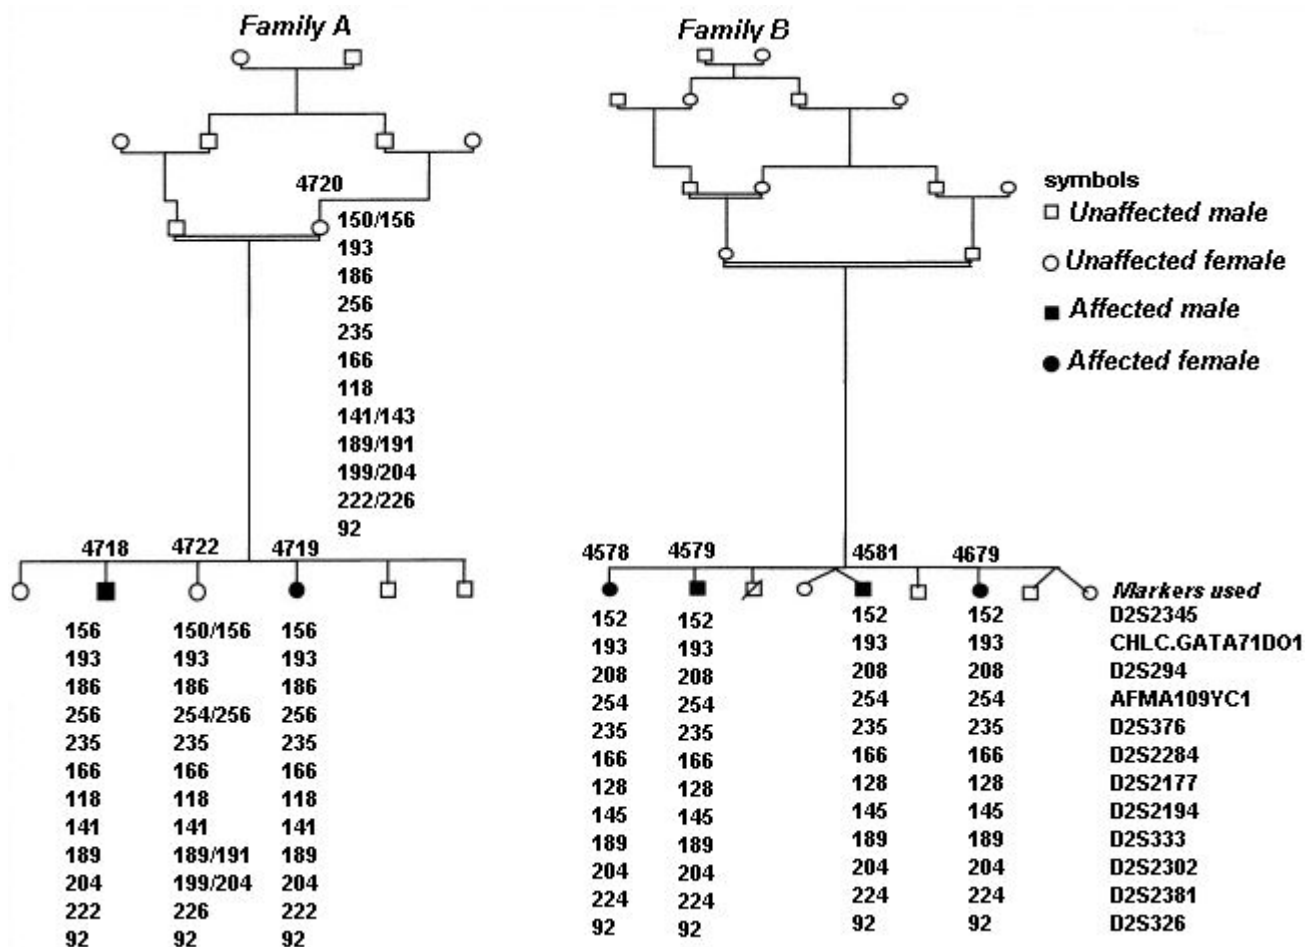 Family A
Family B
symbols
Unaffected male
Unaffected female
Affected male
Affected female
4720
150/156
193
186
256
235
166
118
141/143
189/191
199/204
222/226
92
4718 4722 4719
156 150/156 156
193 193 193
186 186 186
256 254/256 256
235 235 235
166 166 166
118 118 118
141 141 141
189 189/191 189
204 199/204 204
222 226 222
92 92 92
4578 4579 4581 4679
Markers used
152 152 152 152 D2S2345
193 193 193 193 CHLC.GATA71DO1
208 208 208 208 D2S294
254 254 254 254 AFMA109YC1
235 235 235 235 D2S376
166 166 166 166 D2S2284
128 128 128 128 D2S2177
145 145 145 145 D2S2194
189 189 189 189 D2S333
204 204 204 204 D2S2302
224 224 224 224 D2S2381
92 92 92 92 D2S326